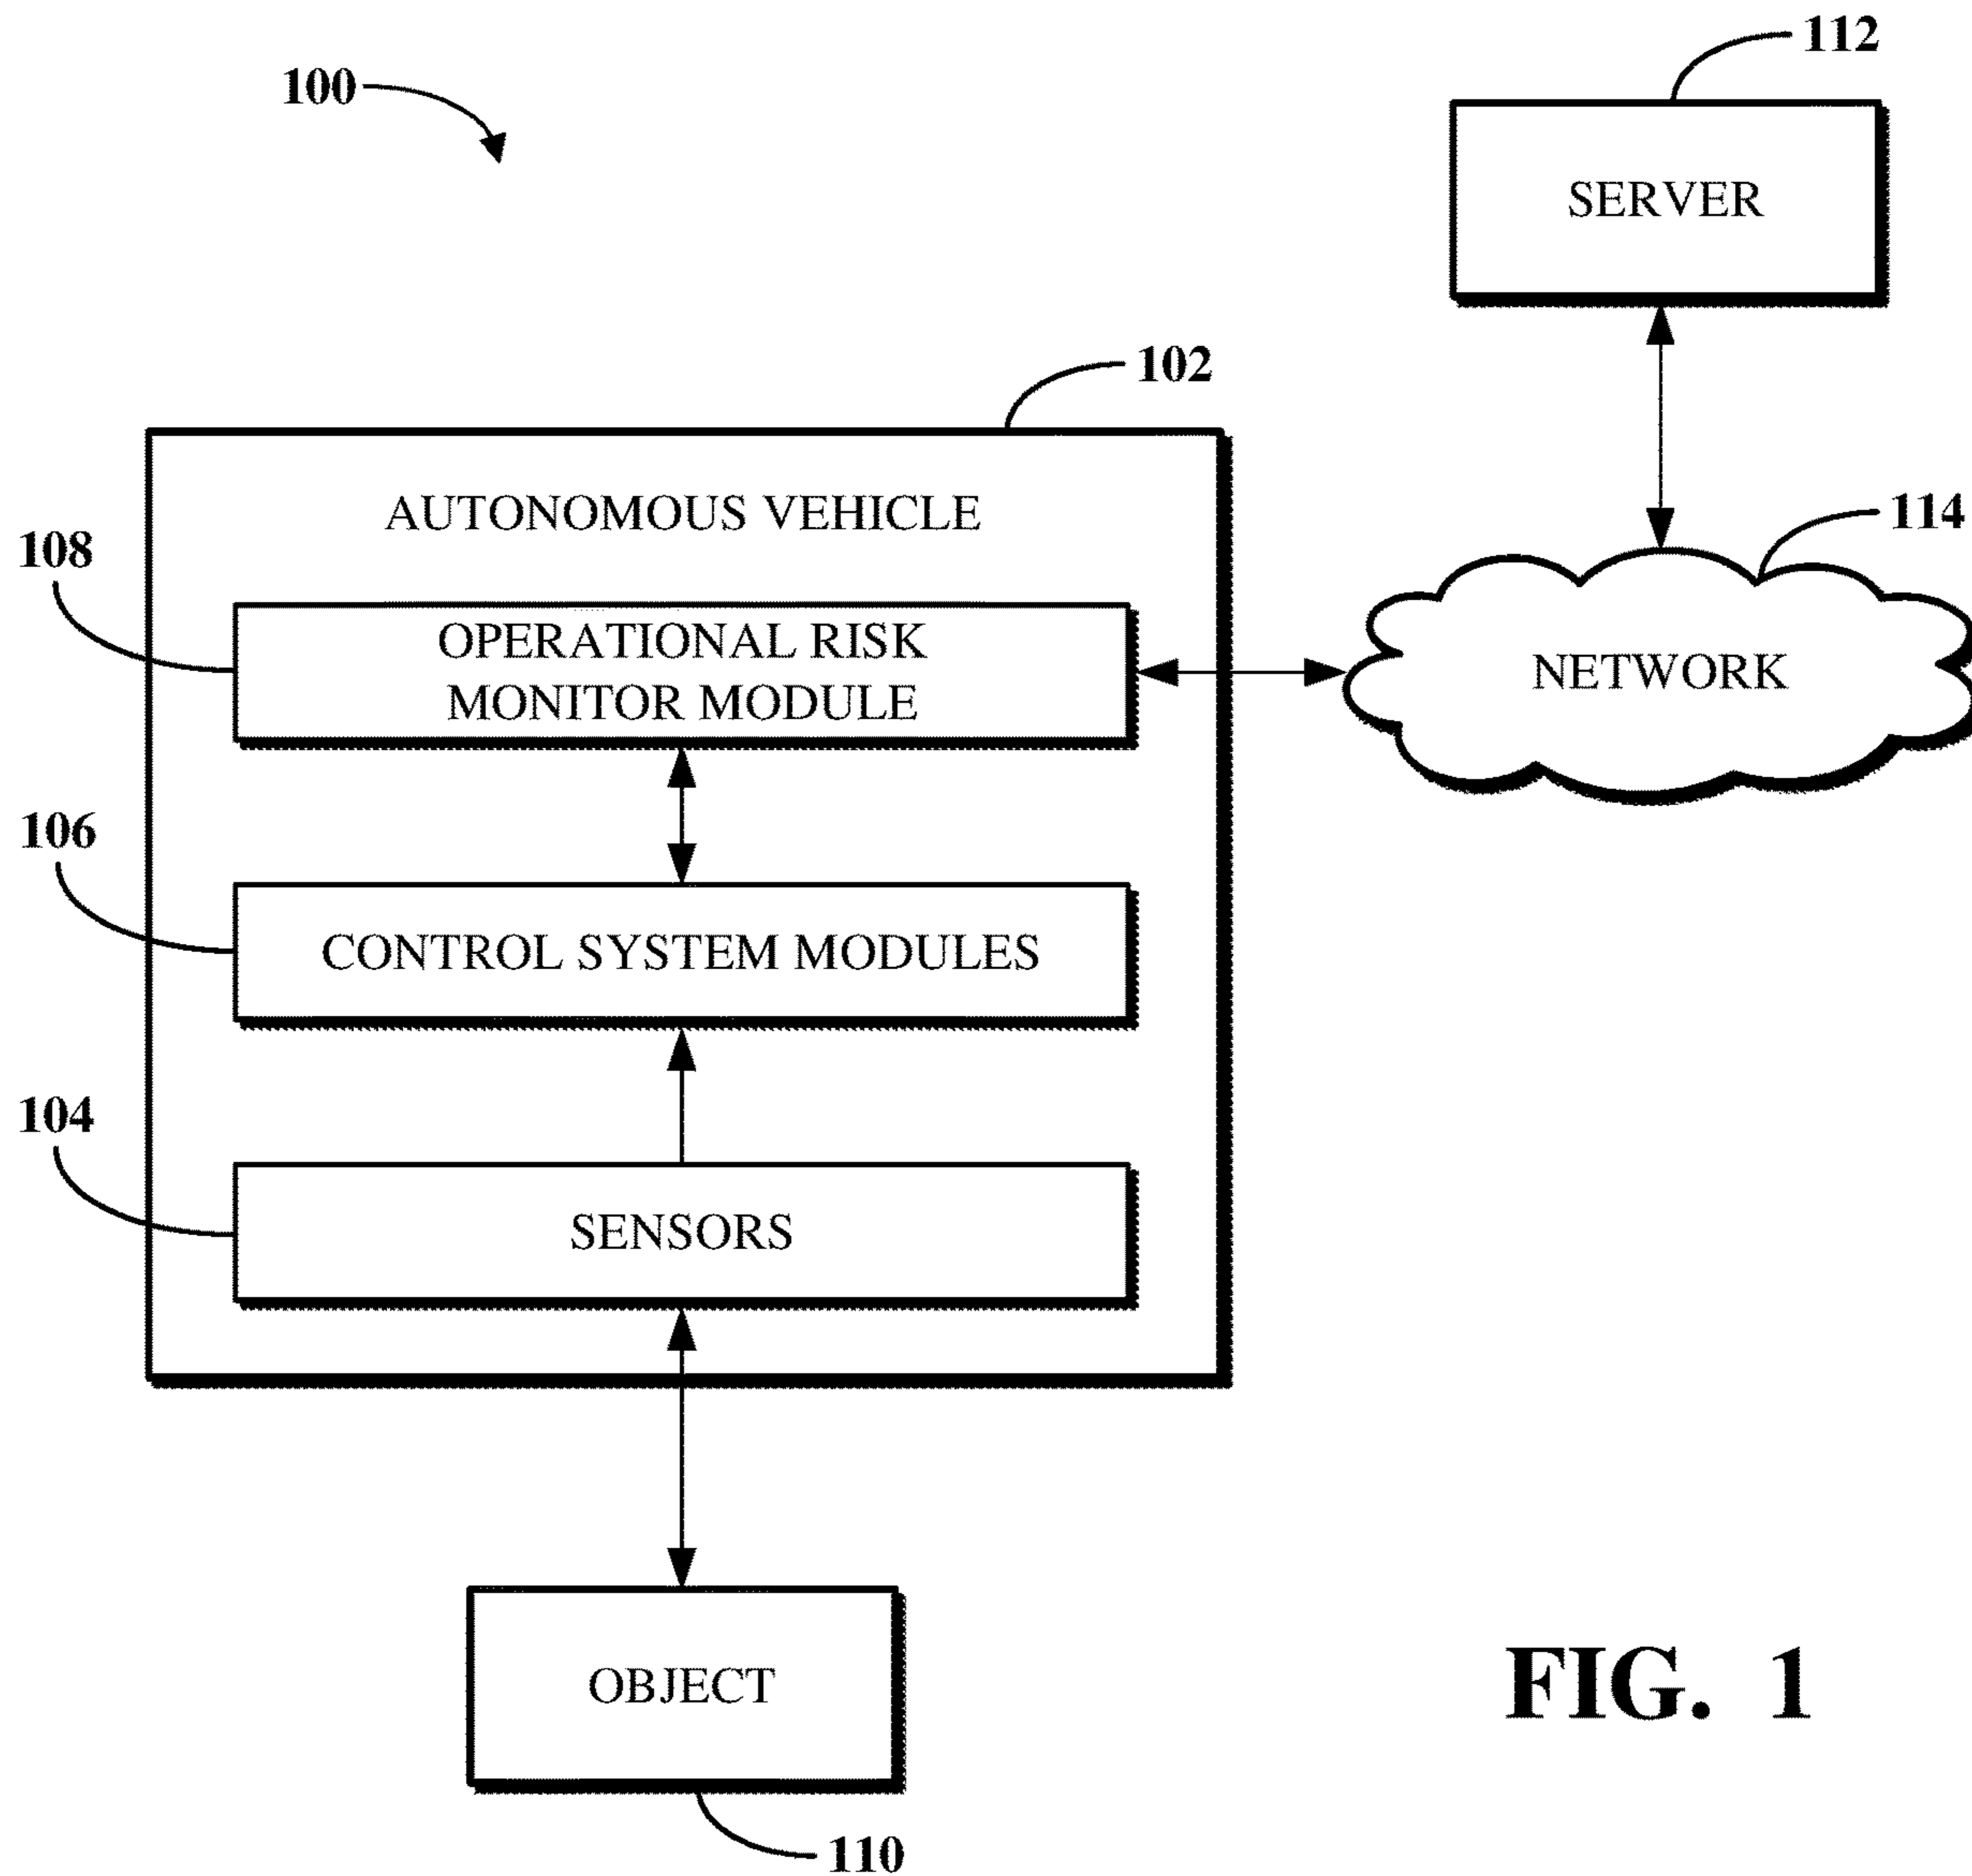 100
112
SERVER
102
AUTONOMOUS VEHICLE
114
108
OPERATIONAL RISK
MONITOR MODULE
NETWORK
106
CONTROL SYSTEM MODULES
104
SENSORS
OBJECT
FIG. 1
110